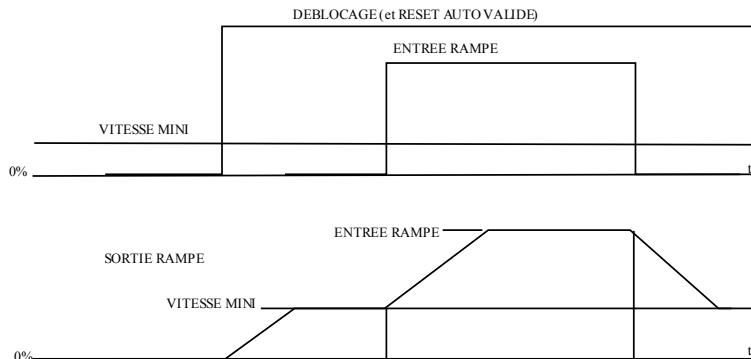 DEBLOCAGE (et RESET AUTO VALIDE)
ENTREE RAMPE
VITESSE MINI
0%
t
ENTREE RAMPE
SORTIE RAMPE
VITESSE MINI
0%
t